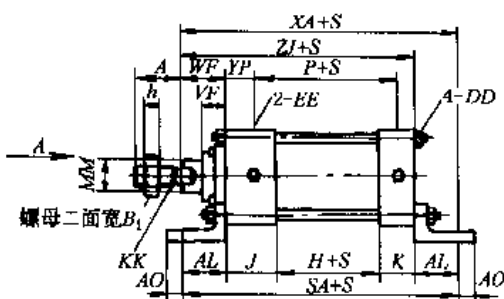 XA+S
ZJ+S
A WF YP P+S
h VF 2-EE A-DD
A
MM
螺母二面宽B₁
KK
AL J H+S K AL
AO SA+S AO